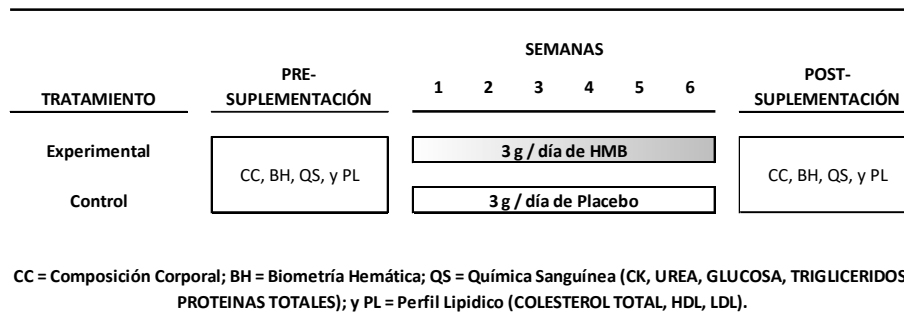 SEMANAS
PRE-
SUPLEMENTACIÓN
1 2 3 4 5 6
POST-
SUPLEMENTACIÓN
TRATAMIENTO
Experimental
3 g / día de HMB
CC, BH, QS, y PL
CC, BH, QS, y PL
Control
3 g / día de Placebo
CC = Composición Corporal; BH = Biometría Hemática; QS = Química Sanguínea (CK, UREA, GLUCOSA, TRIGLICERIDOS
PROTEINAS TOTALES); y PL = Perfil Lipidico (COLESTEROL TOTAL, HDL, LDL).